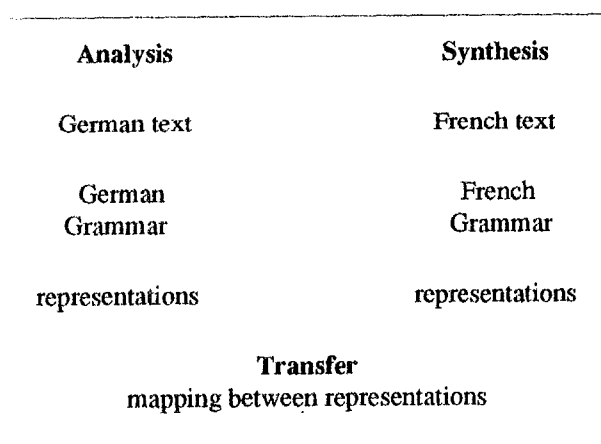 Analysis Synthesis
German text French text
German French
Grammar Grammar
representations representations
Transfer
mapping between representations